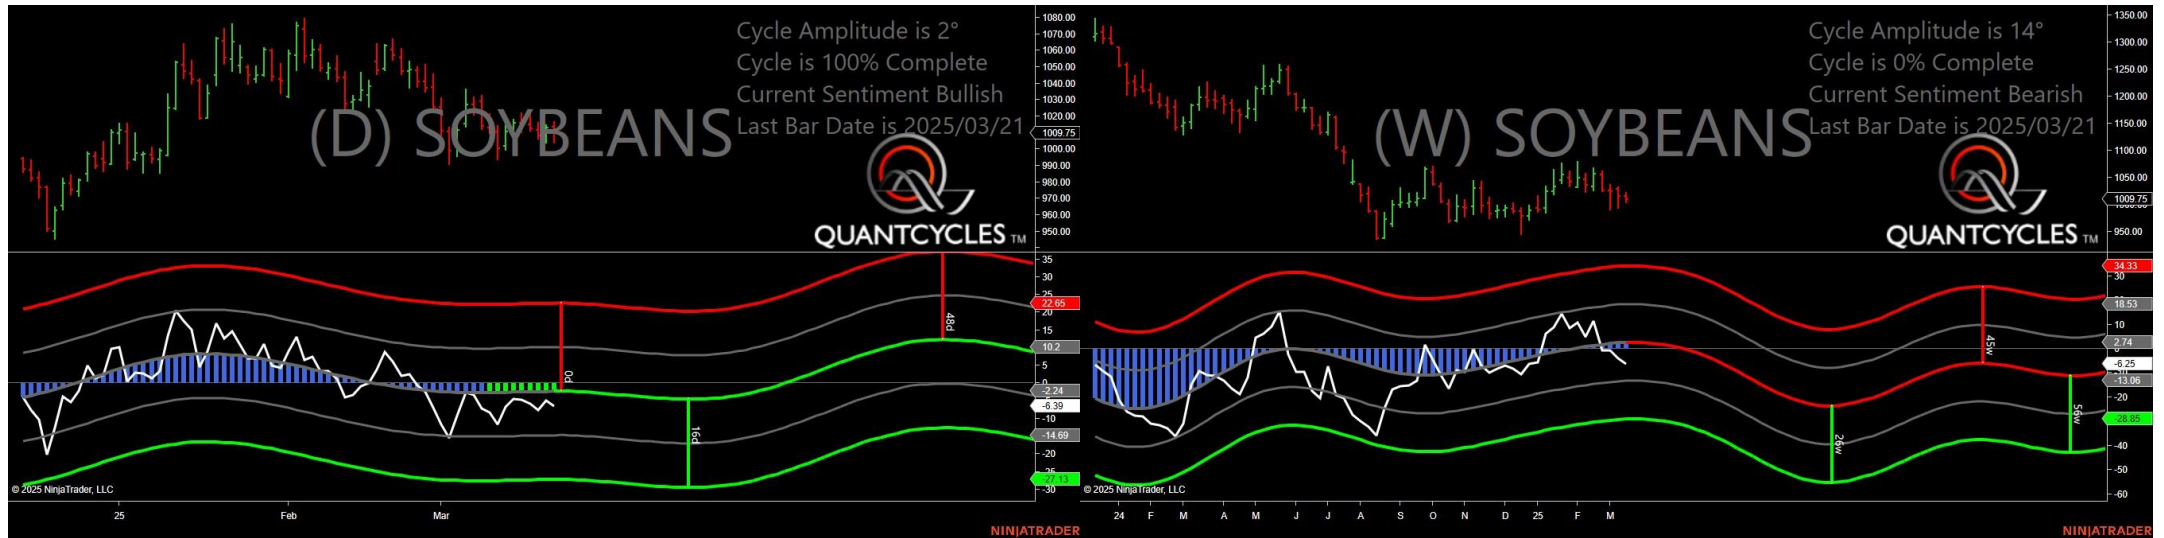 Cycle Amplitude is 2°
Cycle is 100% Complete
Current Sentiment Bullish
Last Bar Date is 2025/03/21
(D) SOYBEANS
QUANTCYCLES TM
1080.00
1070.00
1060.00
1050.00
1040.00
1030.00
1020.00
1009.75
1000.00
990.00
980.00
970.00
960.00
950.00
35
30
25
22.65
20
15
10.2
5
0
-2.24
-6.39
-10
-14.69
-20
-25
-27.13
-30
0d
16d
48d
© 2025 NinjaTrader, LLC
25 Feb Mar
NINJATRADER
Cycle Amplitude is 14°
Cycle is 0% Complete
Current Sentiment Bearish
Last Bar Date is 2025/03/21
(W) SOYBEANS
QUANTCYCLES TM
1350.00
1300.00
1250.00
1200.00
1150.00
1100.00
1050.00
1009.75
1000.00
950.00
34.33
30
18.53
10
2.74
-6.25
-13.06
-20
-28.85
-40
-50
-60
26w
45w
56w
© 2025 NinjaTrader, LLC
24 F M A M J J A S O N D 25 F M
NINJATRADER